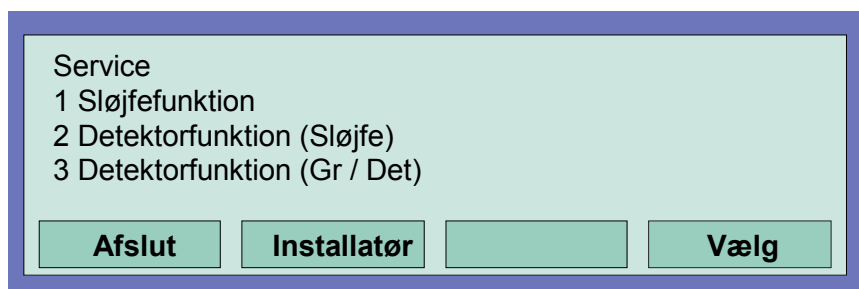 Service
1 Sløjfefunktion
2 Detektorfunktion (Sløjfe)
3 Detektorfunktion (Gr / Det)
Afslut Installatør Vælg